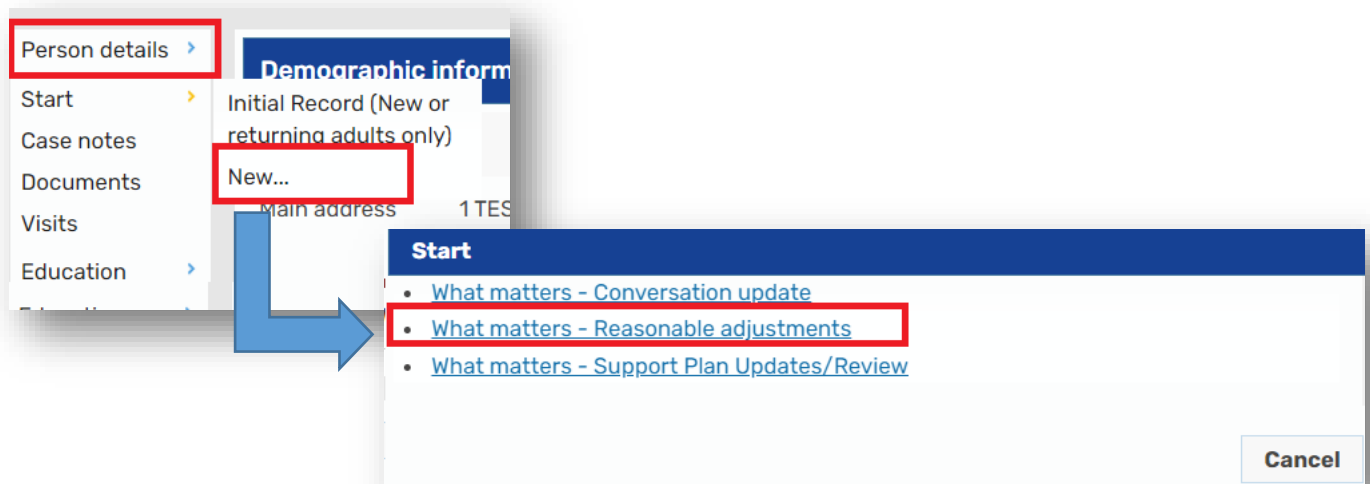 Person details
Demographic inform
Start
Initial Record (New or
returning adults only)
Case notes
Documents
New...
Main address 1 TES
Visits
Education
Start
• What matters - Conversation update
• What matters - Reasonable adjustments
• What matters - Support Plan Updates/Review
Cancel